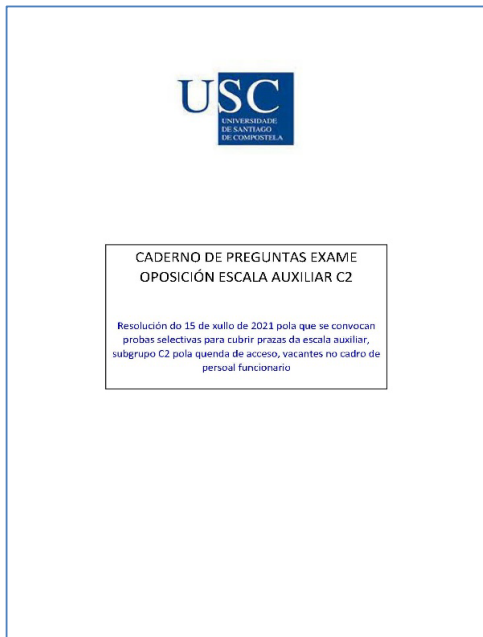 USC
UNIVERSIDADE
DE SANTIAGO
DE COMPOSTELA
CADERNO DE PREGUNTAS EXAME
OPOSICIÓN ESCALA AUXILIAR C2
Resolución do 15 de xullo de 2021 pola que se convocan
probas selectivas para cubrir prazas da escala auxiliar,
subgrupo C2 pola quenda de acceso, vacantes no cadro de
persoal funcionario